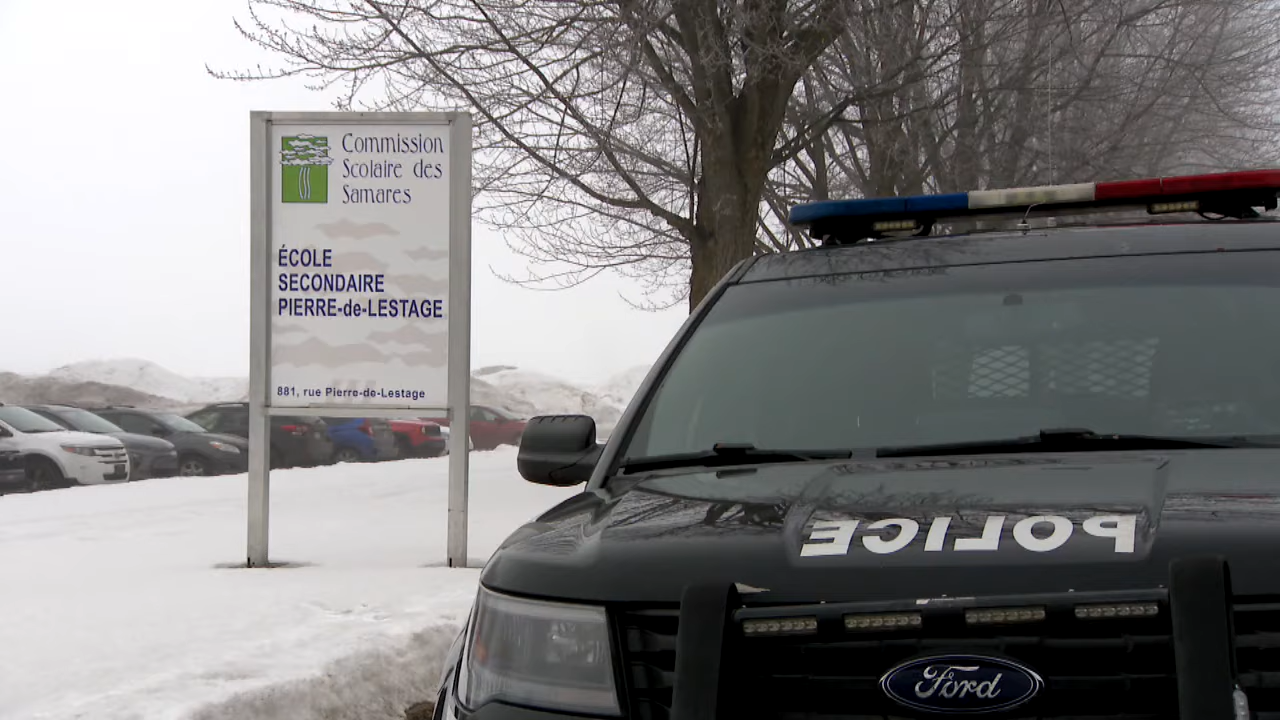 Commission
Scolaire des
Samares
ÉCOLE
SECONDAIRE
PIERRE-de-LESTAGE
881, rue Pierre-de-Lestage
POLICE
Ford